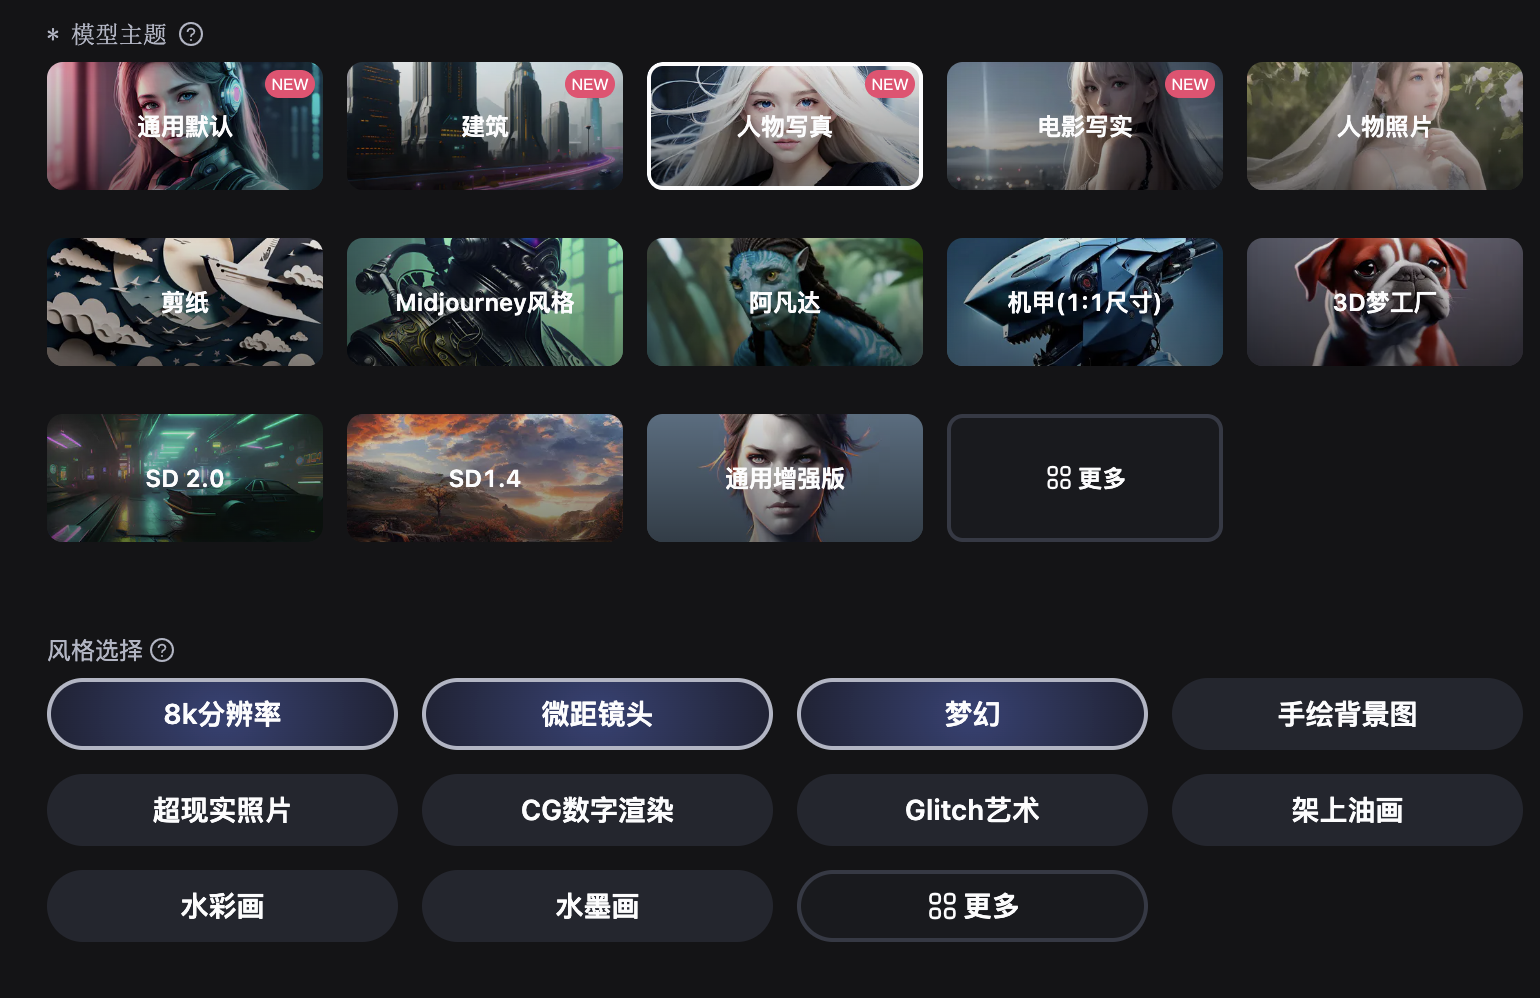 * 模型主题 ?
NEW
通用默认
NEW
建筑
NEW
人物写真
NEW
电影写实
人物照片
剪纸
Midjourney风格
阿凡达
机甲(1:1尺寸)
3D梦工厂
SD 2.0
SD1.4
通用增强版
更多
风格选择 ?
8k分辨率
微距镜头
梦幻
手绘背景图
超现实照片
CG数字渲染
Glitch艺术
架上油画
水彩画
水墨画
更多